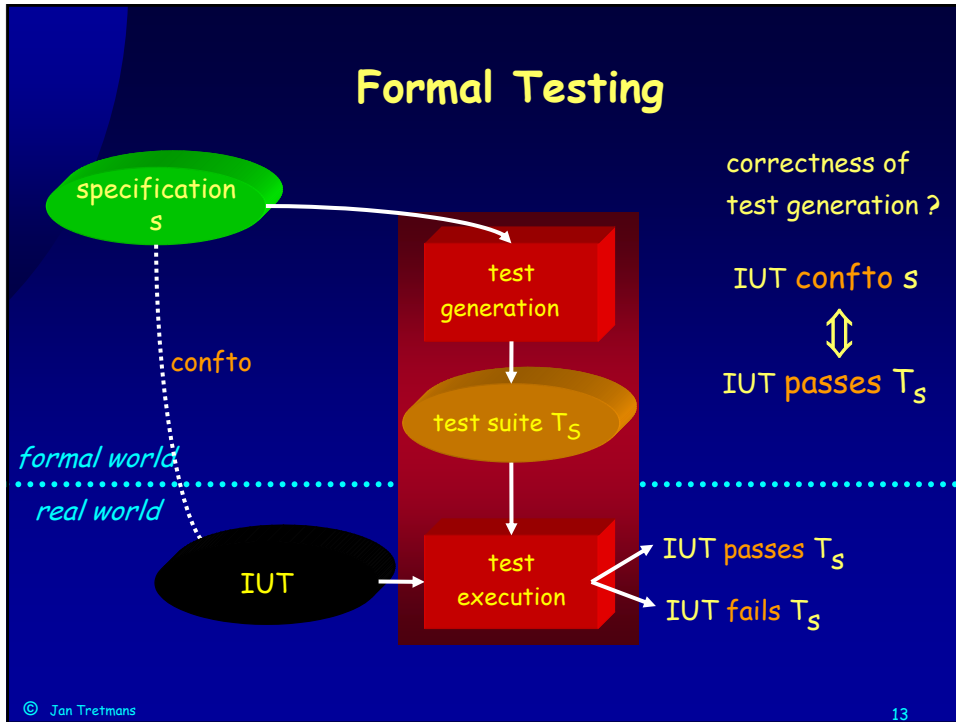 Formal Testing
specification
s
correctness of
test generation ?
test
generation
IUT confto s
⇕
confto
IUT passes TS
test suite TS
formal world
real world
IUT
test
execution
IUT passes TS
IUT fails TS
© Jan Tretmans
13